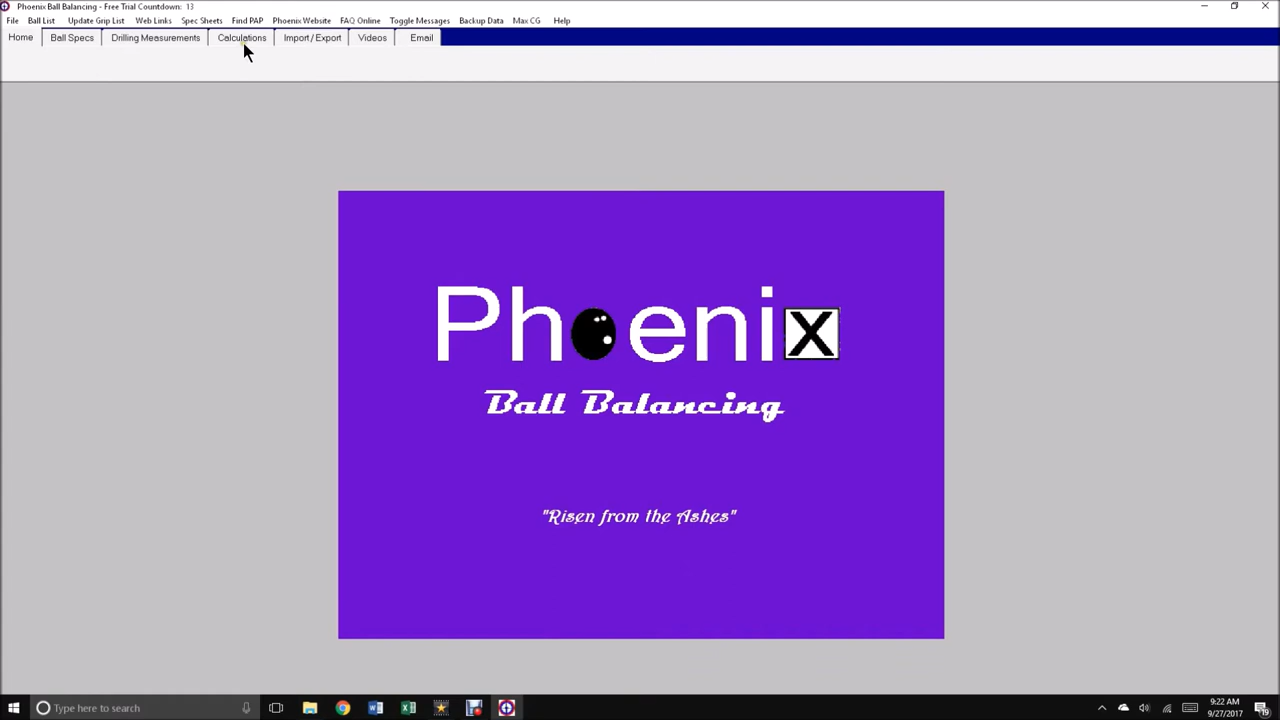 Phoenix Ball Balancing - Free Trial Countdown: 13
File Ball List Update Grip List Web Links Spec Sheets Find PAP Phoenix Website FAQ Online Toggle Messages Backup Data Max CG Help
Home Ball Specs Drilling Measurements Calculations Import / Export Videos Email
Phoenix
Ball Balancing
"Risen from the Ashes"
Type here to search
9:22 AM
9/27/2017
19